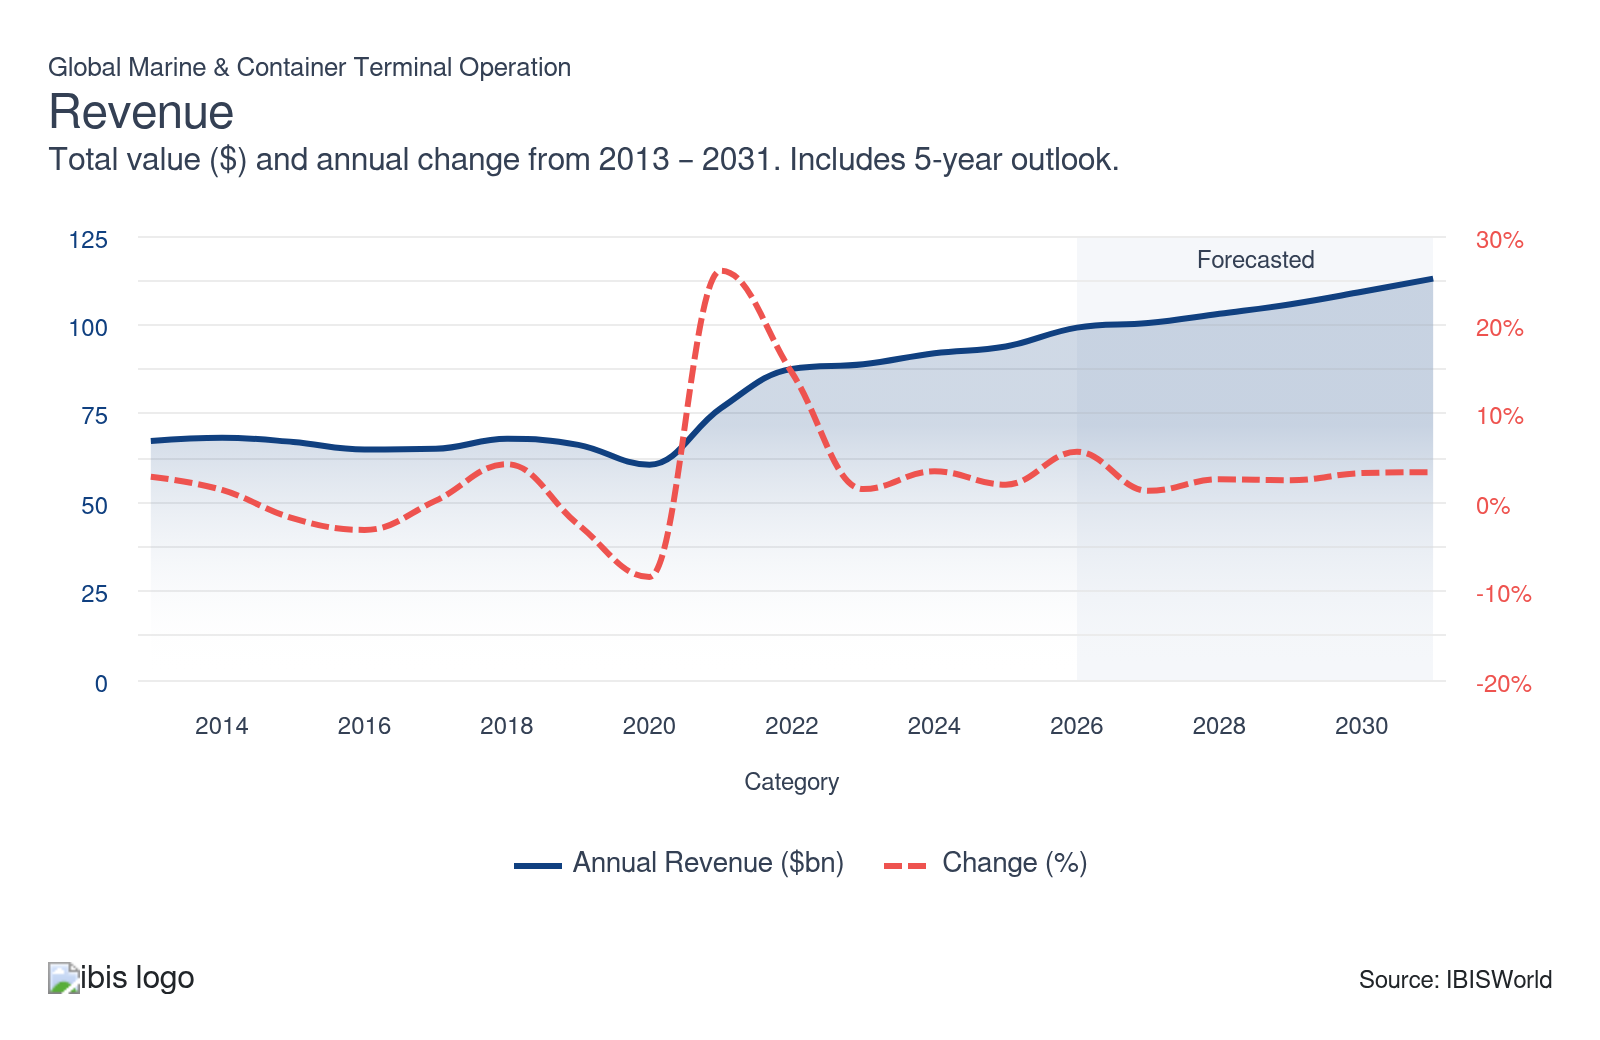 Global Marine & Container Terminal Operation
Revenue
Total value ($) and annual change from 2013 – 2031. Includes 5-year outlook.
125
30%
Forecasted
100
20%
75
10%
50
0%
25
-10%
0
-20%
2014 2016 2018 2020 2022 2024 2026 2028 2030
Category
Annual Revenue ($bn) Change (%)
ibis logo
Source: IBISWorld